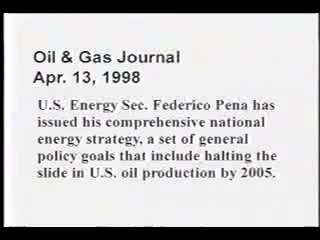 Oil & Gas Journal
Apr. 13, 1998
U.S. Energy Sec. Federico Pena has
issued his comprehensive national
energy strategy, a set of general
policy goals that include halting the
slide in U.S. oil production by 2005.